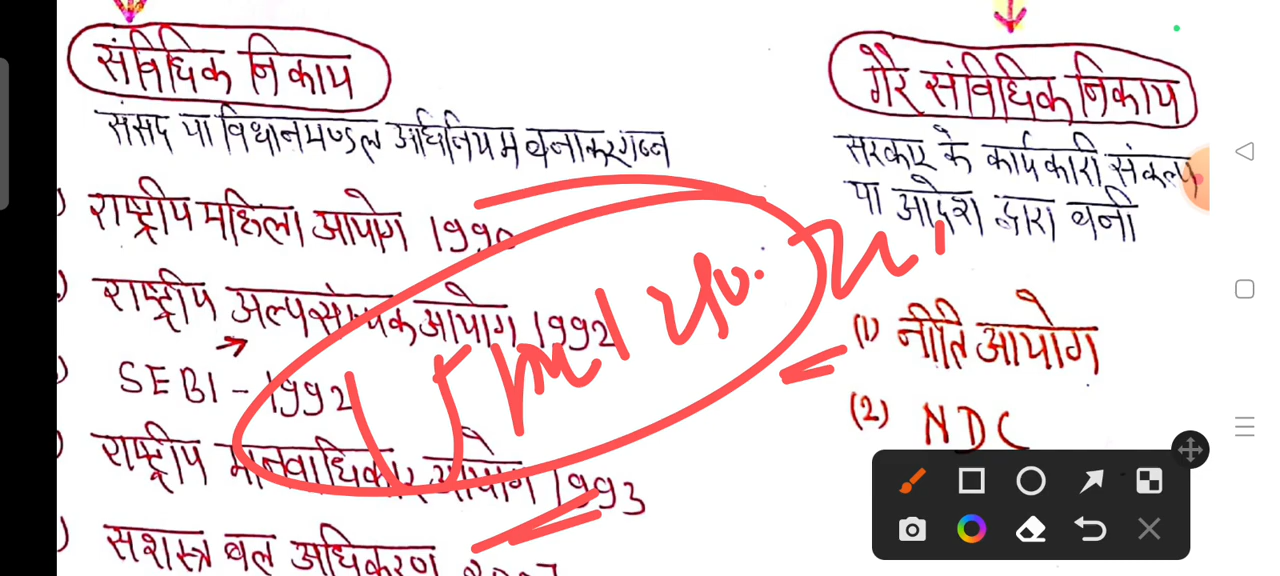 संविधिक निकाय
संसद या विधानमण्डल अधिनियम बनाकर गठन
राष्ट्रीय महिला आयोग 1990
राष्ट्रीय अल्पसंख्यक आयोग 1992
SEBI - 1992
राष्ट्रीय मानवाधिकार आयोग 1993
सशस्त्र बल अधिकरण 2007
गैर संविधिक निकाय
सरकार के कार्यकारी संकल्प
या आदेश द्वारा बनी
(1) नीति आयोग
(2) NDC